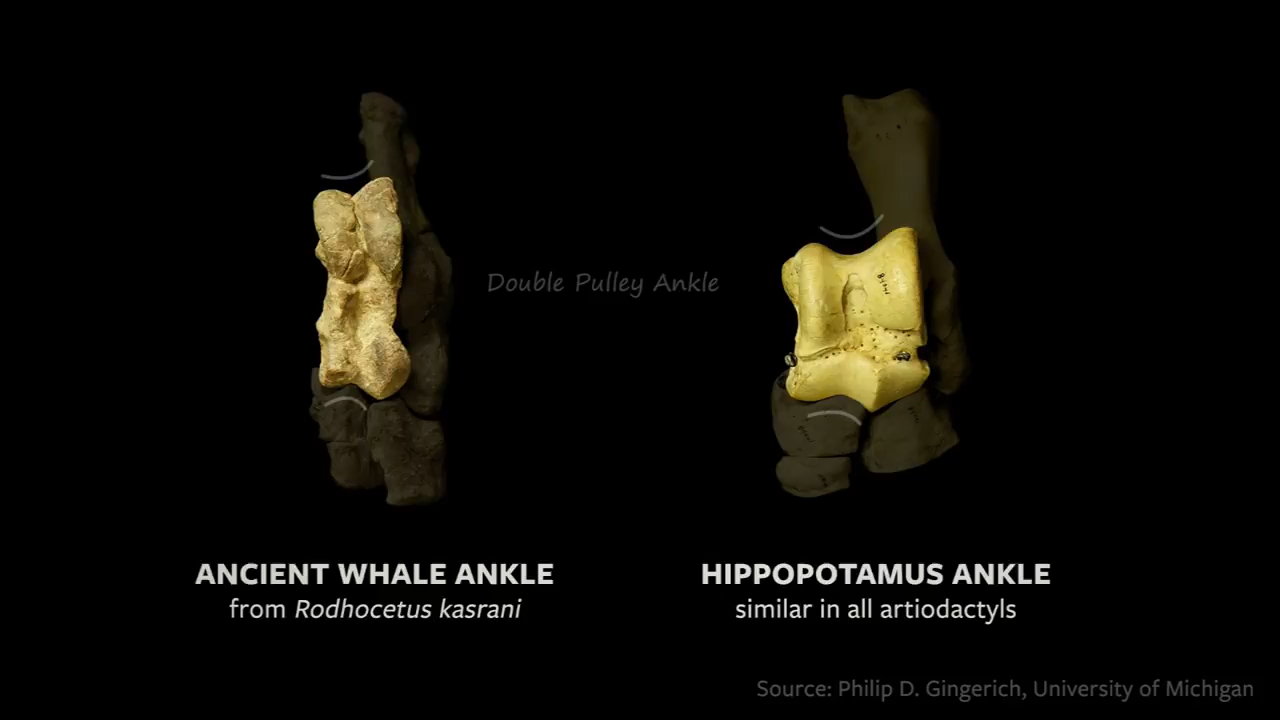 Double Pulley Ankle
ANCIENT WHALE ANKLE
from Rodhocetus kasrani
HIPPOPOTAMUS ANKLE
similar in all artiodactyls
Source: Philip D. Gingerich, University of Michigan